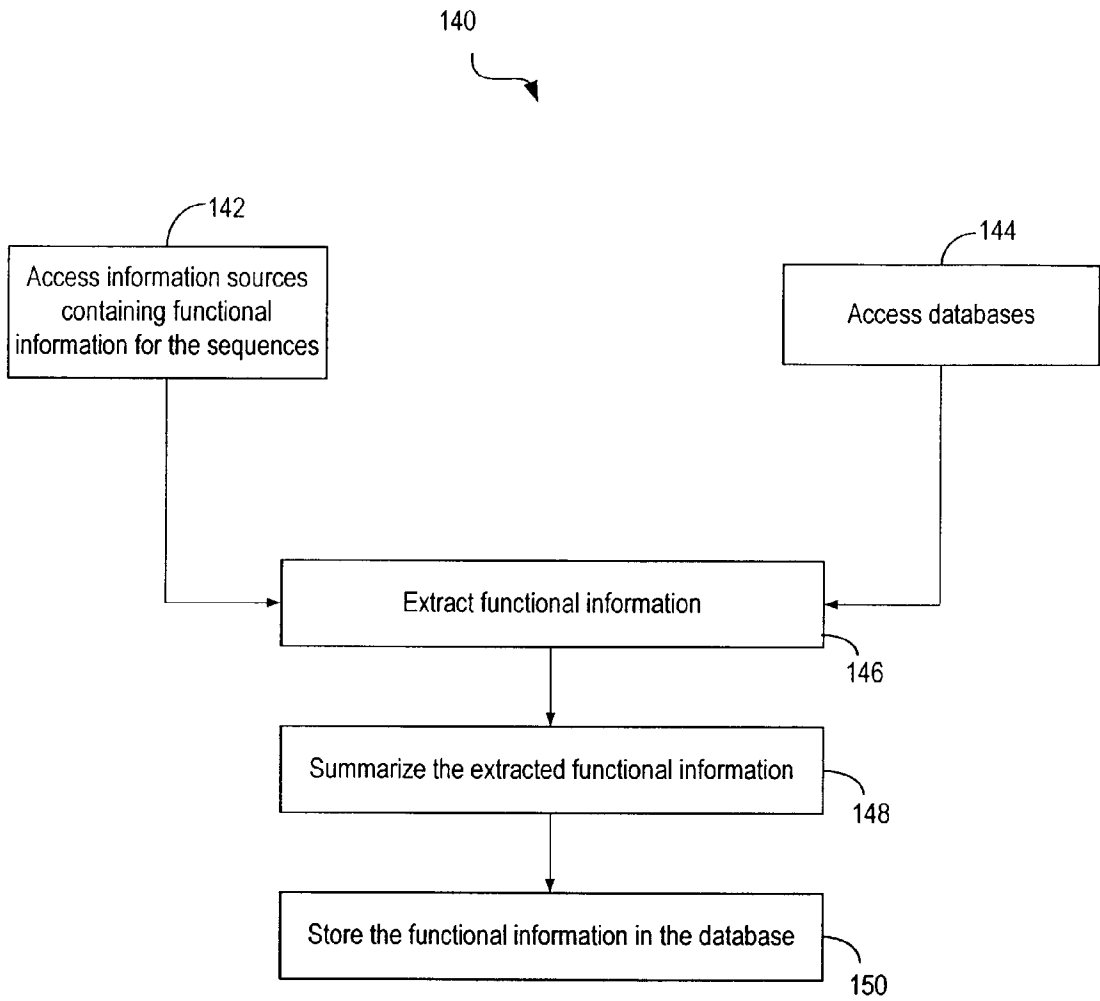 140
142
Access information sources
containing functional
information for the sequences
144
Access databases
Extract functional information
146
Summarize the extracted functional information
148
Store the functional information in the database
150